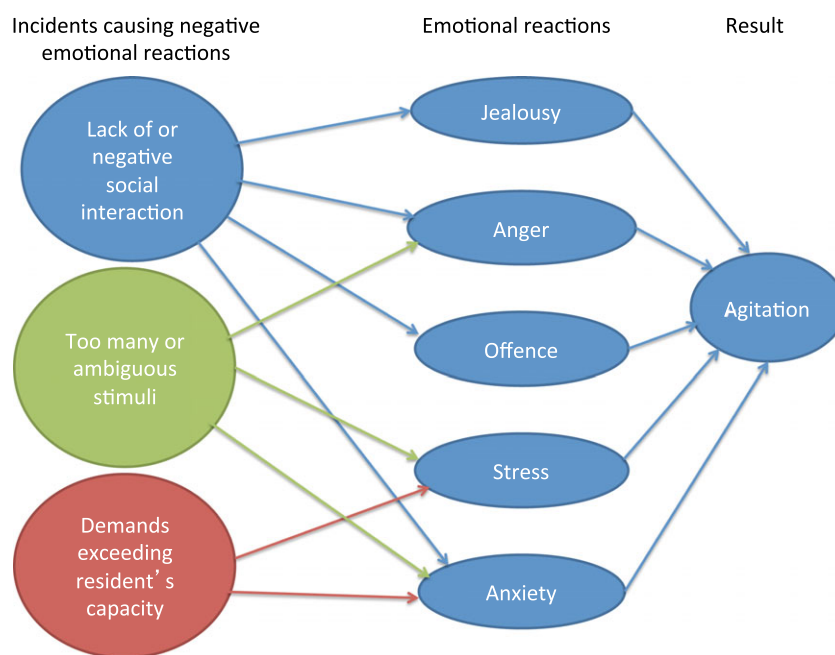 Incidents causing negative
emotional reactions
Emotional reactions
Result
Lack of or
negative
social
interaction
Too many or
ambiguous
stimuli
Demands
exceeding
resident’s
capacity
Jealousy
Anger
Offence
Stress
Anxiety
Agitation